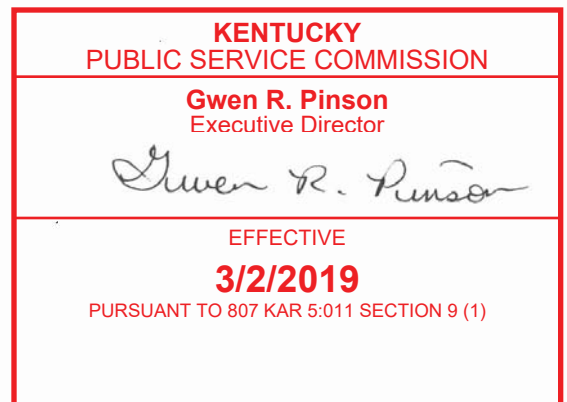 KENTUCKY
PUBLIC SERVICE COMMISSION
Gwen R. Pinson
Executive Director
Gwen R. Pinson
EFFECTIVE
3/2/2019
PURSUANT TO 807 KAR 5:011 SECTION 9 (1)